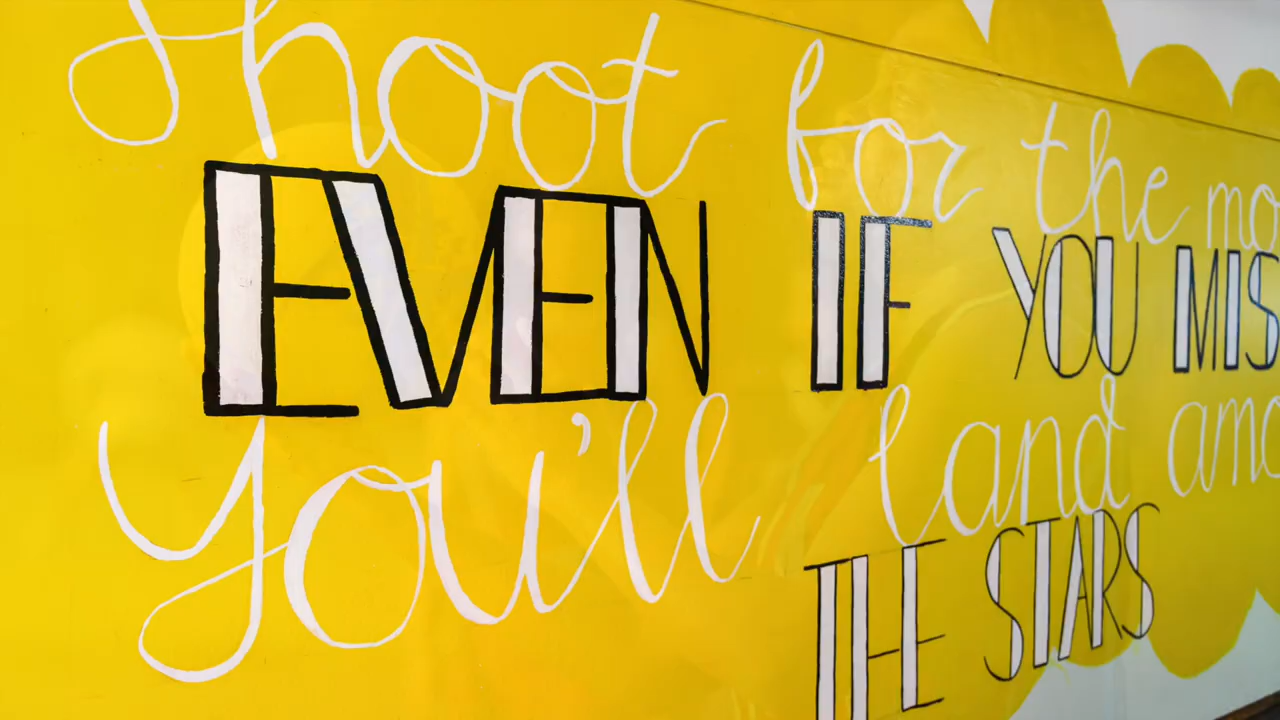 Shoot for the mo
EVEN IF YOU MIS
you'll land amo
THE STARS